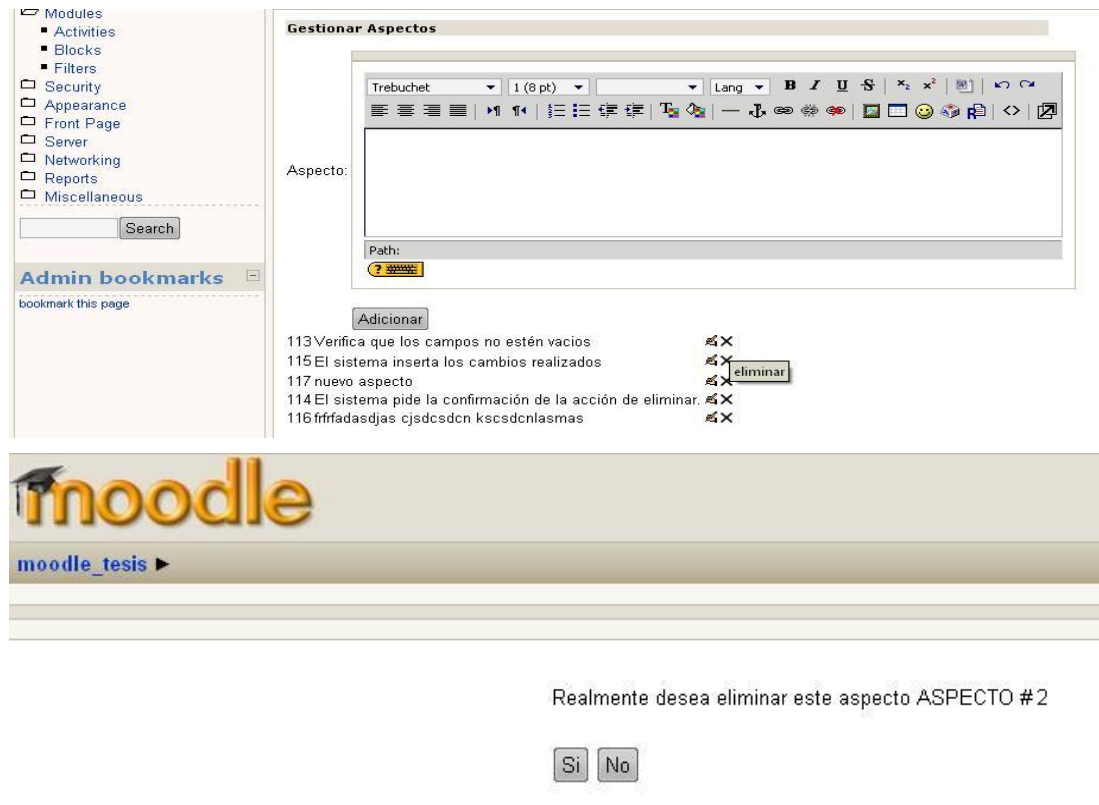 Modules
Activities
Blocks
Filters
Security
Appearance
Front Page
Server
Networking
Reports
Miscellaneous
Search
Admin bookmarks
bookmark this page
Gestionar Aspectos
Trebuchet 1 (8 pt) Lang B I U S x₂ x²
Aspecto:
Path:
?
Adicionar
113 Verifica que los campos no estén vacios
115 El sistema inserta los cambios realizados
eliminar
117 nuevo aspecto
114 El sistema pide la confirmación de la acción de eliminar.
116 frfrfadasdjas cjsdcsdcn kscsdcnlasmas
moodle
moodle_tesis ►
Realmente desea eliminar este aspecto ASPECTO # 2
Si No